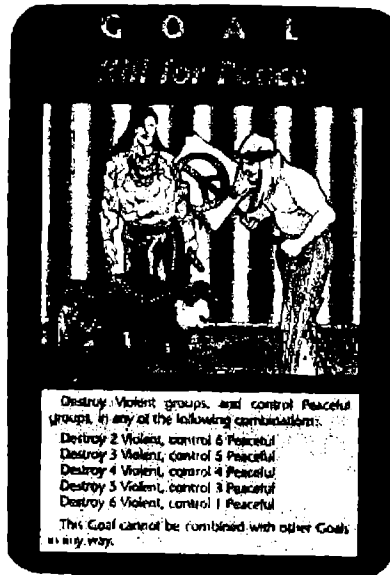 GOAL
Kill for Peace
Destroy Violent groups, and control Peaceful
groups, in any of the following combinations:
Destroy 2 Violent, control 6 Peaceful
Destroy 3 Violent, control 5 Peaceful
Destroy 4 Violent, control 4 Peaceful
Destroy 5 Violent, control 3 Peaceful
Destroy 6 Violent, control 1 Peaceful
This Goal cannot be combined with other Goals
in any way.